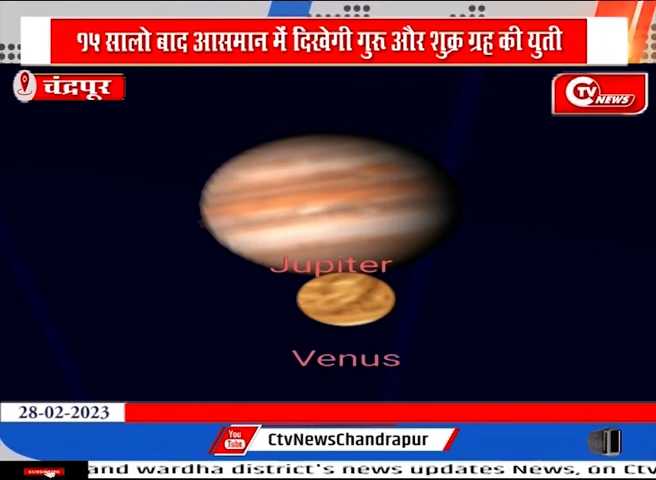 १५ सालो बाद आसमान में दिखेगी गुरू और शुक्र ग्रह की युती
चंद्रपूर
CTV NEWS
Jupiter
Venus
28-02-2023
You Tube CtvNewsChandrapur
SUBSCRIBE and wardha district's news updates News, on Ctv